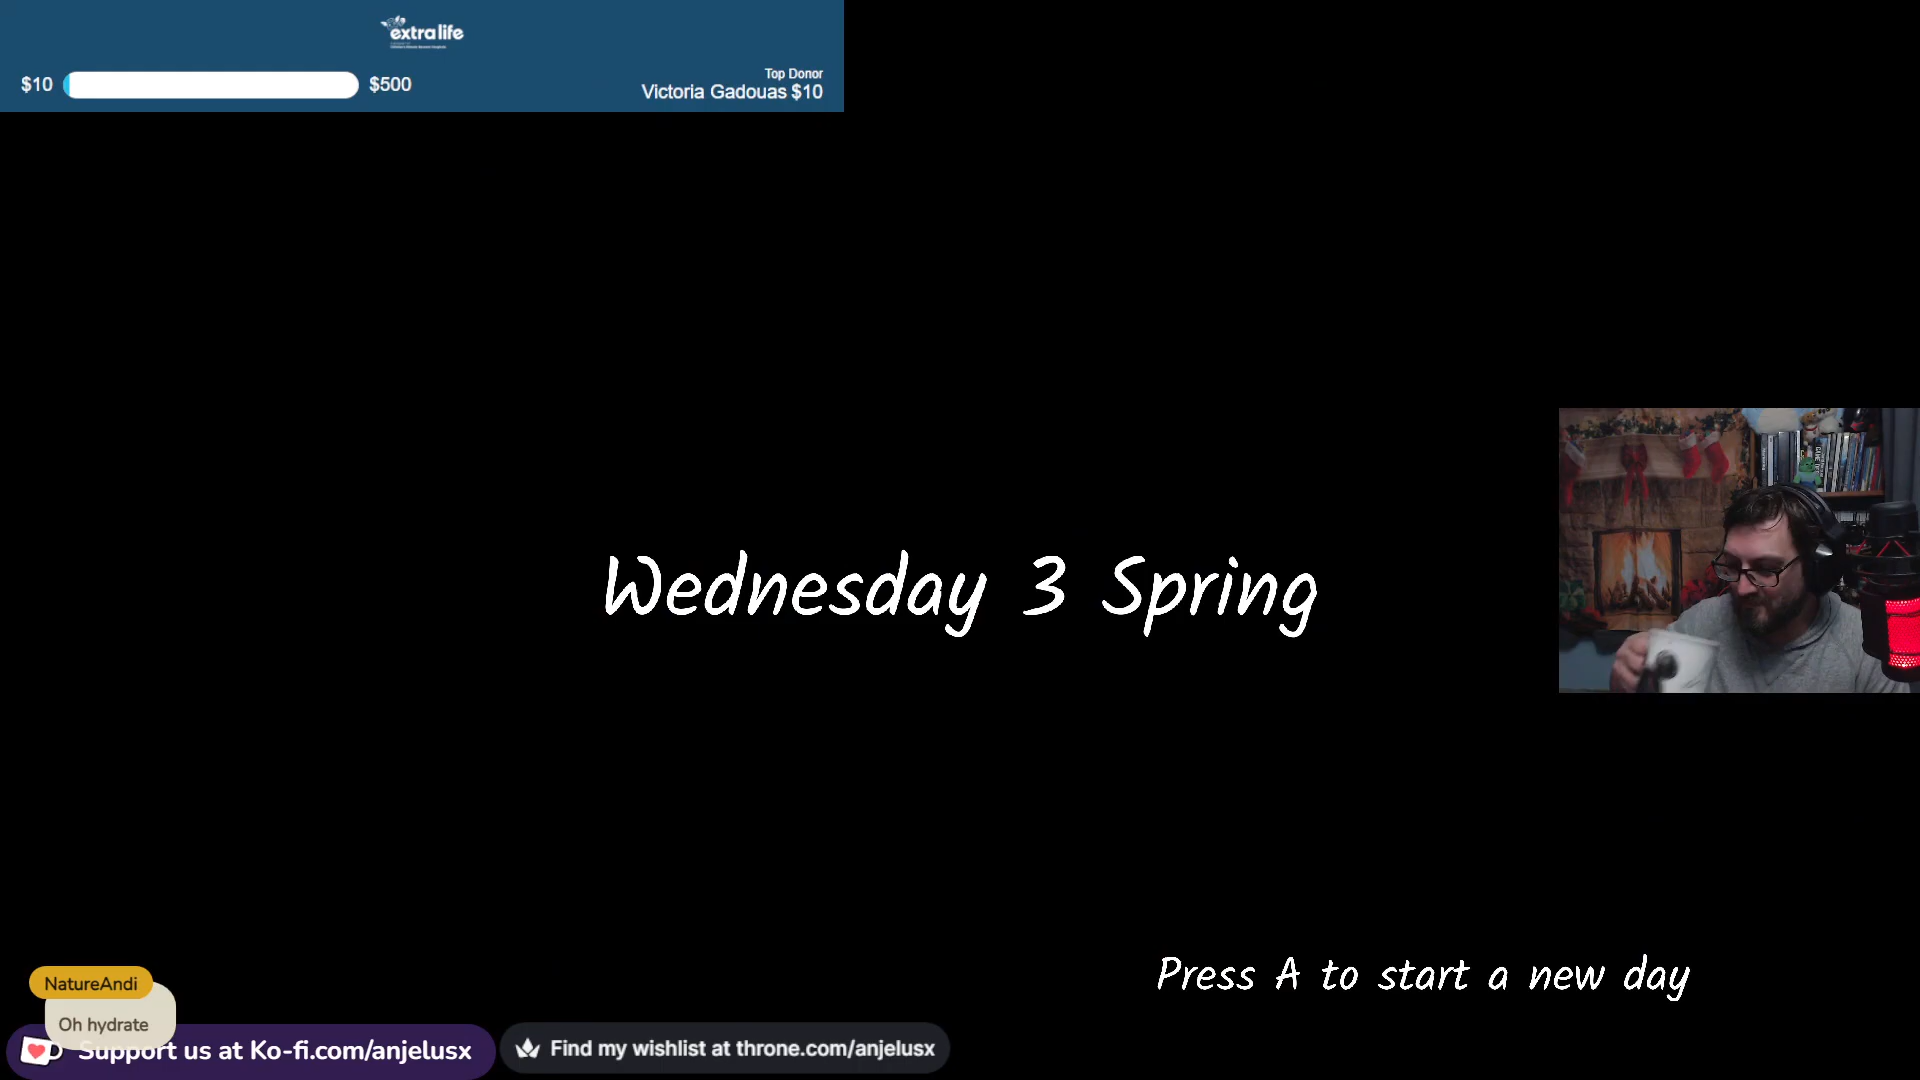 extralife
$10
$500
Top Donor
Victoria Gadouas $10
Wednesday 3 Spring
Press A to start a new day
NatureAndi
Oh hydrate
Support us at Ko-fi.com/anjelusx
Find my wishlist at throne.com/anjelusx